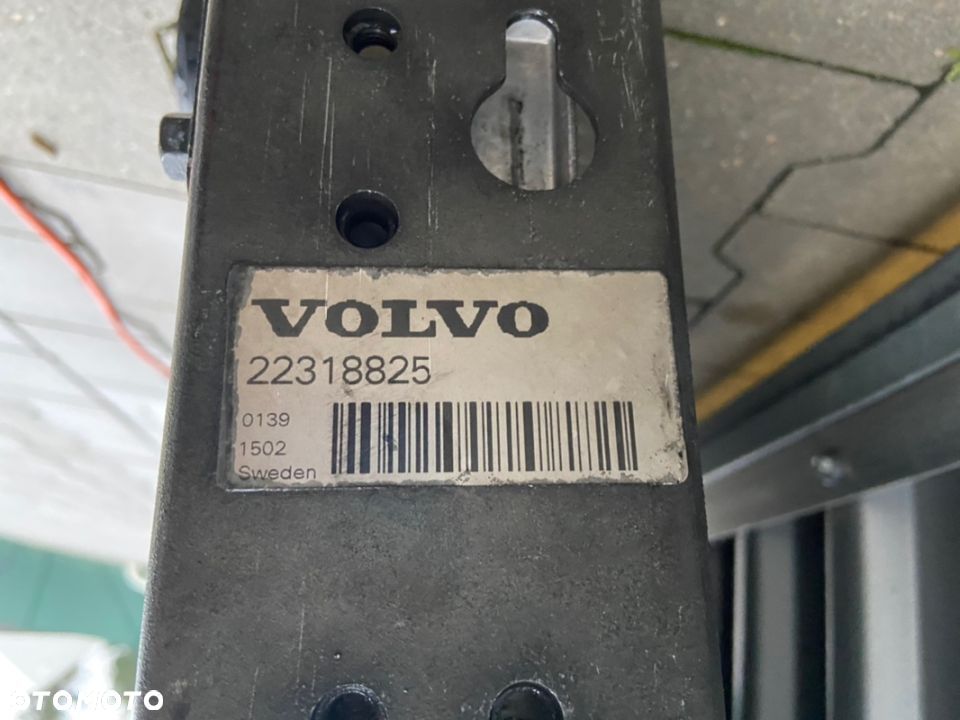 VOLVO
22318825
0139
1502
Sweden
OTOMOTO